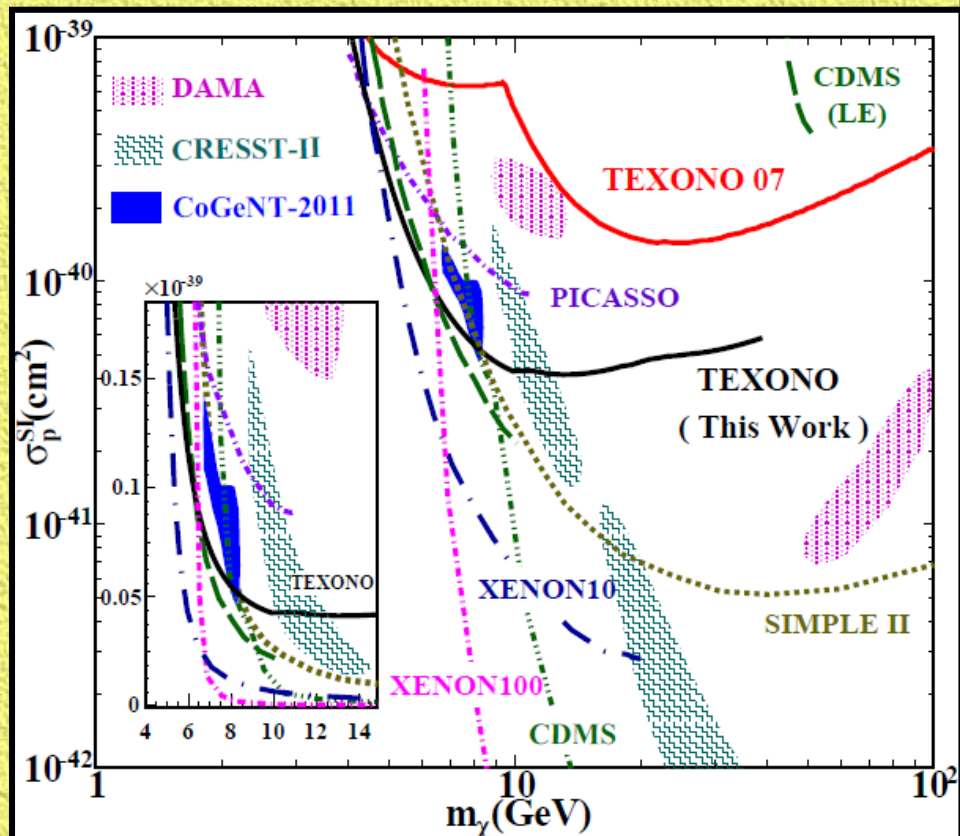 10^-39
DAMA
CRESST-II
CoGeNT-2011
CDMS
(LE)
TEXONO 07
10^-40
PICASSO
×10^-39
0.15
0.1
0.05
0
TEXONO
4 6 8 10 12 14
TEXONO
( This Work )
σ_p^SI(cm^2)
10^-41
XENON10
SIMPLE II
XENON100
CDMS
10^-42
1 10 10^2
m_χ(GeV)